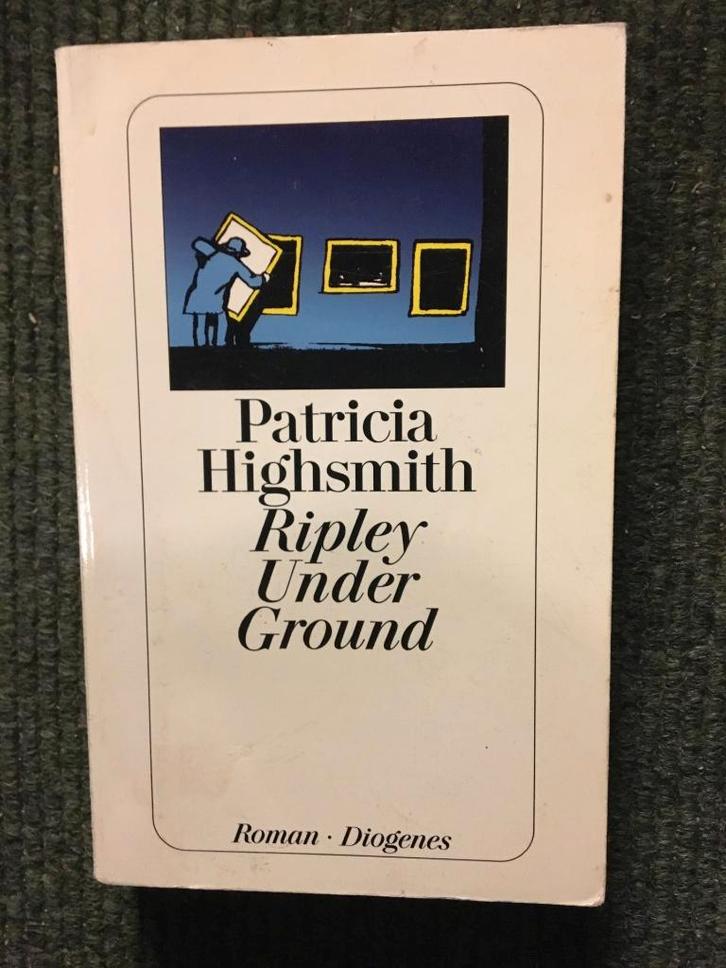 Patricia
Highsmith
Ripley
Under
Ground
Roman · Diogenes